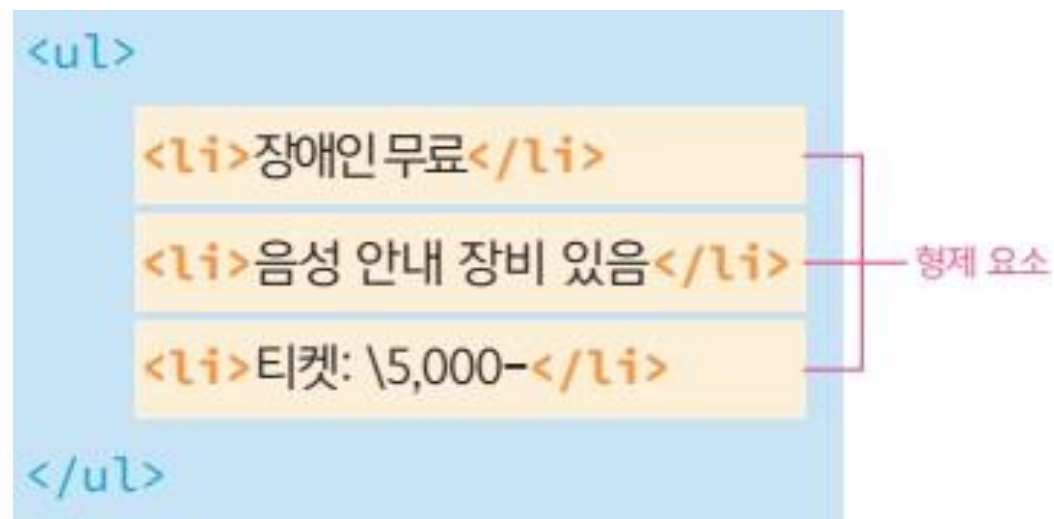 <ul>
<li>장애인 무료</li>
<li>음성 안내 장비 있음</li>
형제 요소
<li>티켓: \5,000-</li>
</ul>